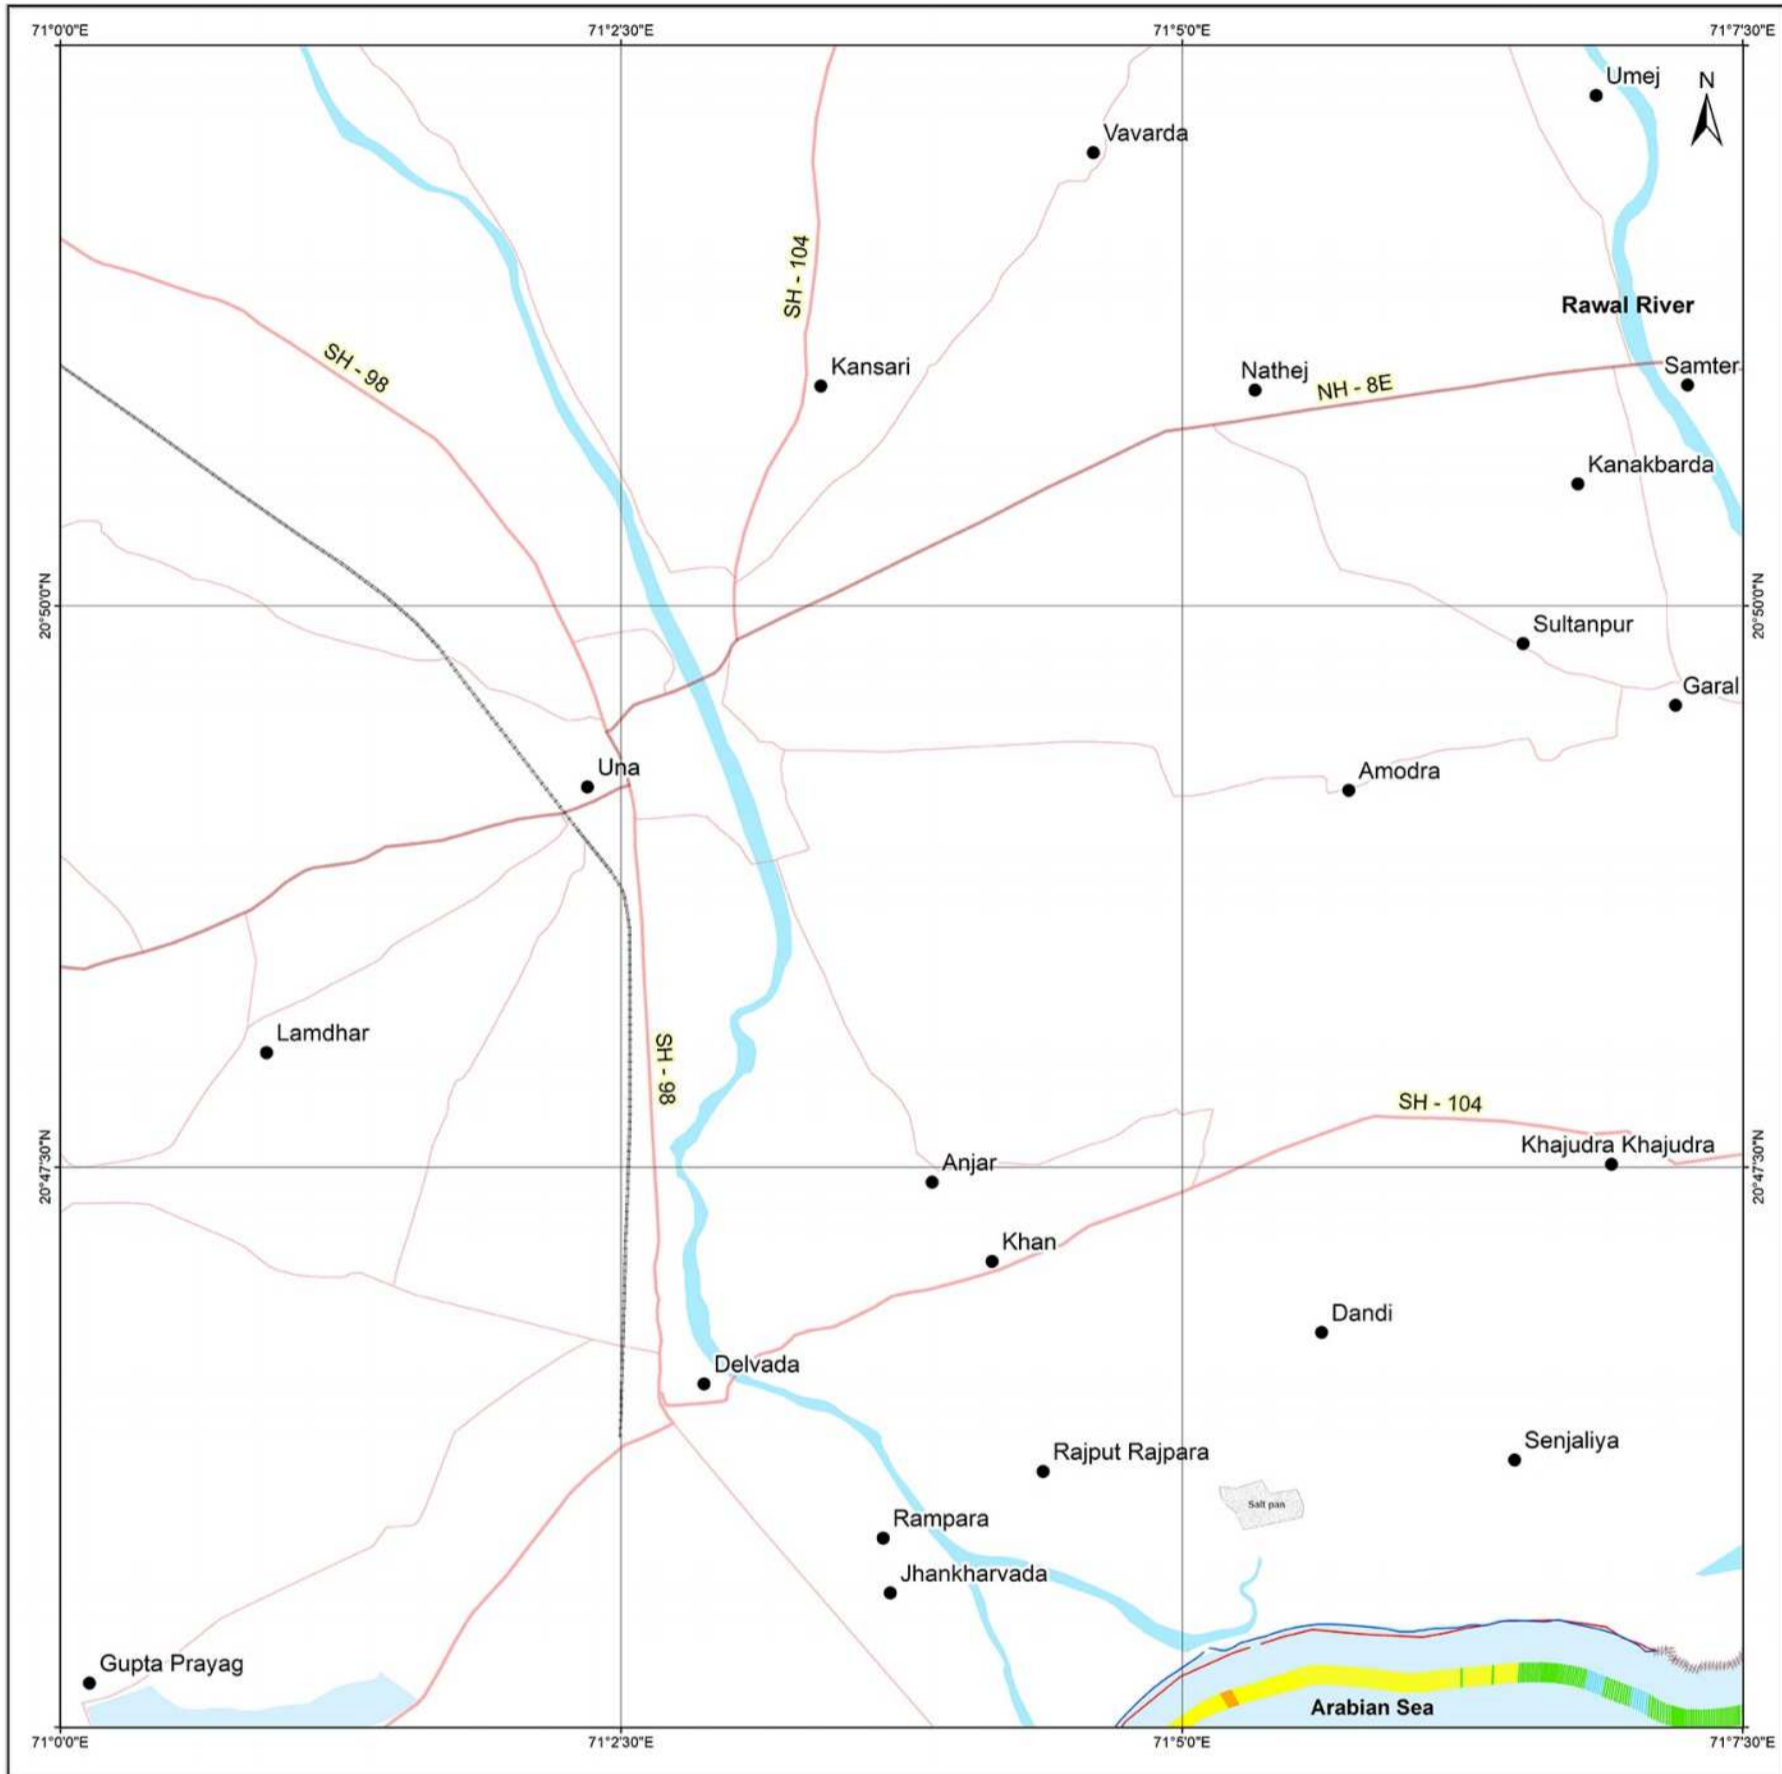 71°0'0"E
71°2'30"E
71°5'0"E
71°7'30"E
Umej
N
Vavarda
SH - 104
Rawal River
SH - 98
Kansari
Nathej
NH - 8E
Samter
Kanakbarda
20°50'0"N
20°50'0"N
Sultanpur
Garal
Una
Amodra
Lamdhar
SH - 98
SH - 104
Khajudra Khajudra
20°47'30"N
Anjar
20°47'30"N
Khan
Dandi
Delvada
Senjaliya
Rajput Rajpara
Salt pan
Rampara
Jhankharvada
Gupta Prayag
Arabian Sea
71°0'0"E
71°2'30"E
71°5'0"E
71°7'30"E